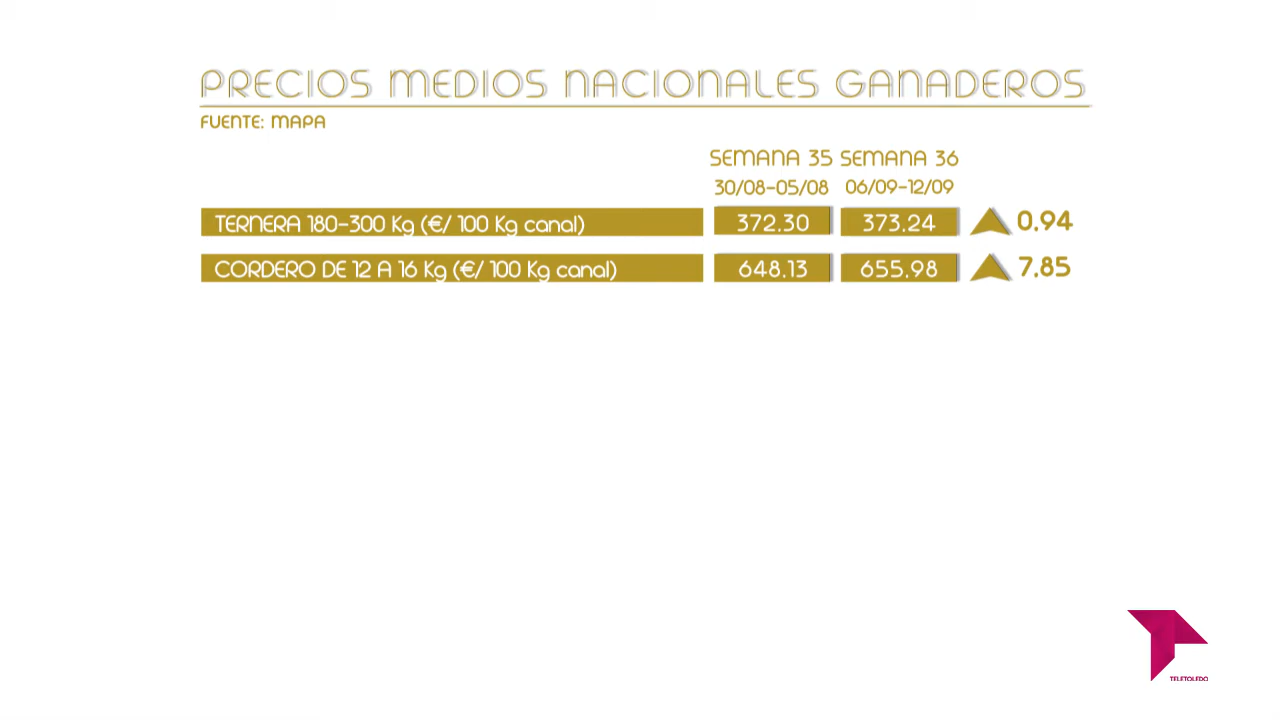 PRECIOS MEDIOS NACIONALES GANADEROS
FUENTE: MAPA
SEMANA 35 SEMANA 36
30/08-05/08 06/09-12/09
TERNERA 180-300 Kg (€/ 100 Kg canal) 372.30 373.24 0.94
CORDERO DE 12 A 16 Kg (€/ 100 Kg canal) 648.13 655.98 7.85
TELETOLEDO